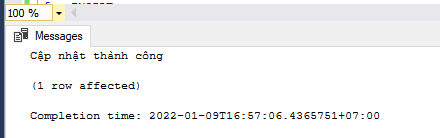 100 %
Messages
Cập nhật thành công
(1 row affected)
Completion time: 2022-01-09T16:57:06.4365751+07:00